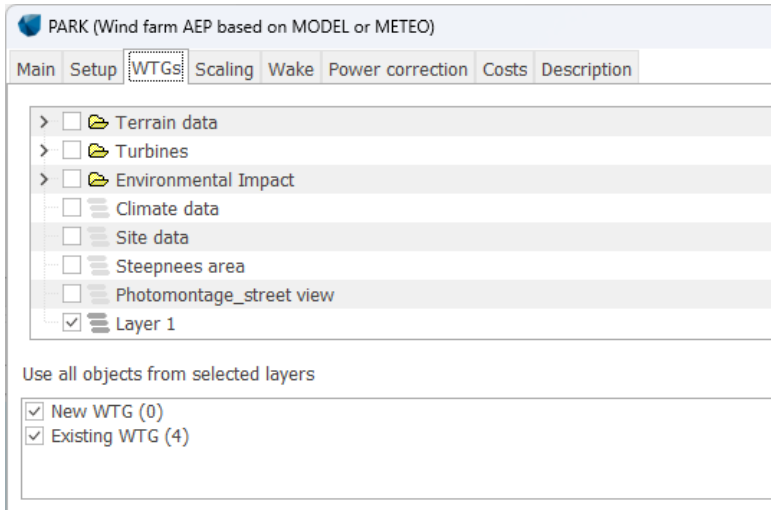 PARK (Wind farm AEP based on MODEL or METEO)
Main Setup WTGs Scaling Wake Power correction Costs Description
Terrain data
Turbines
Environmental Impact
Climate data
Site data
Steepnees area
Photomontage_street view
Layer 1
Use all objects from selected layers
New WTG (0)
Existing WTG (4)